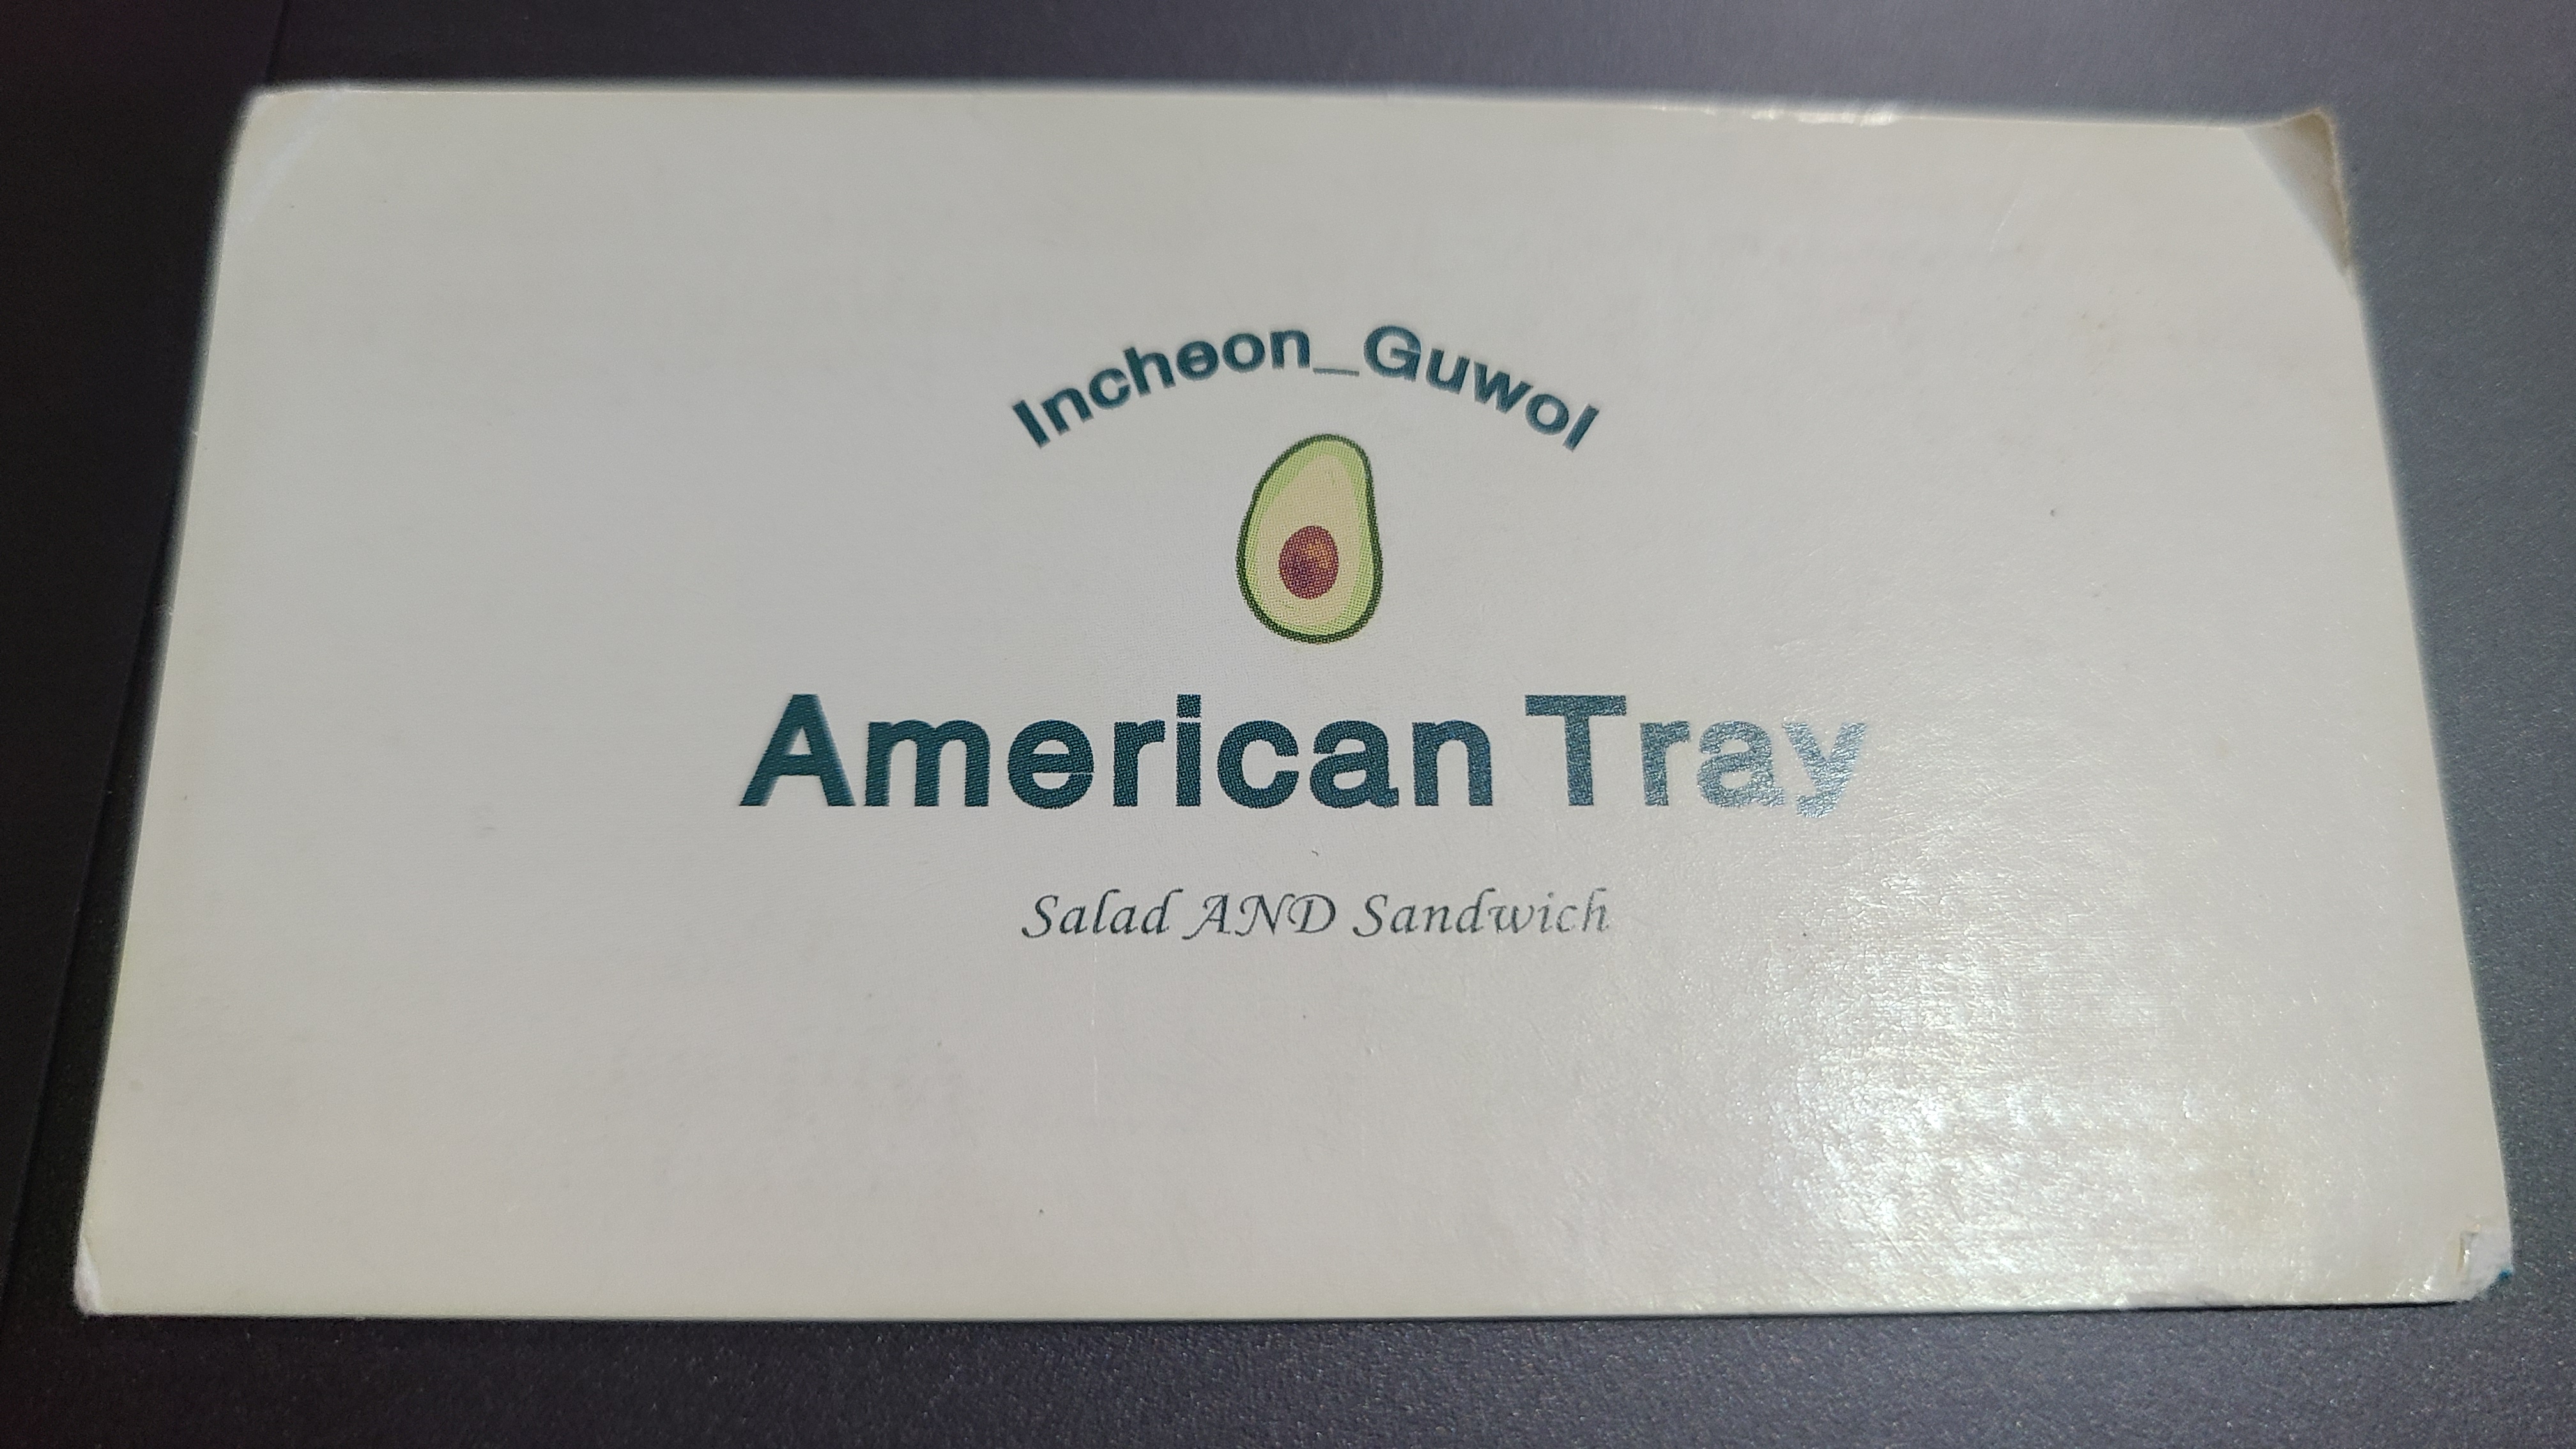 Incheon_Guwol
American Tray
Salad AND Sandwich